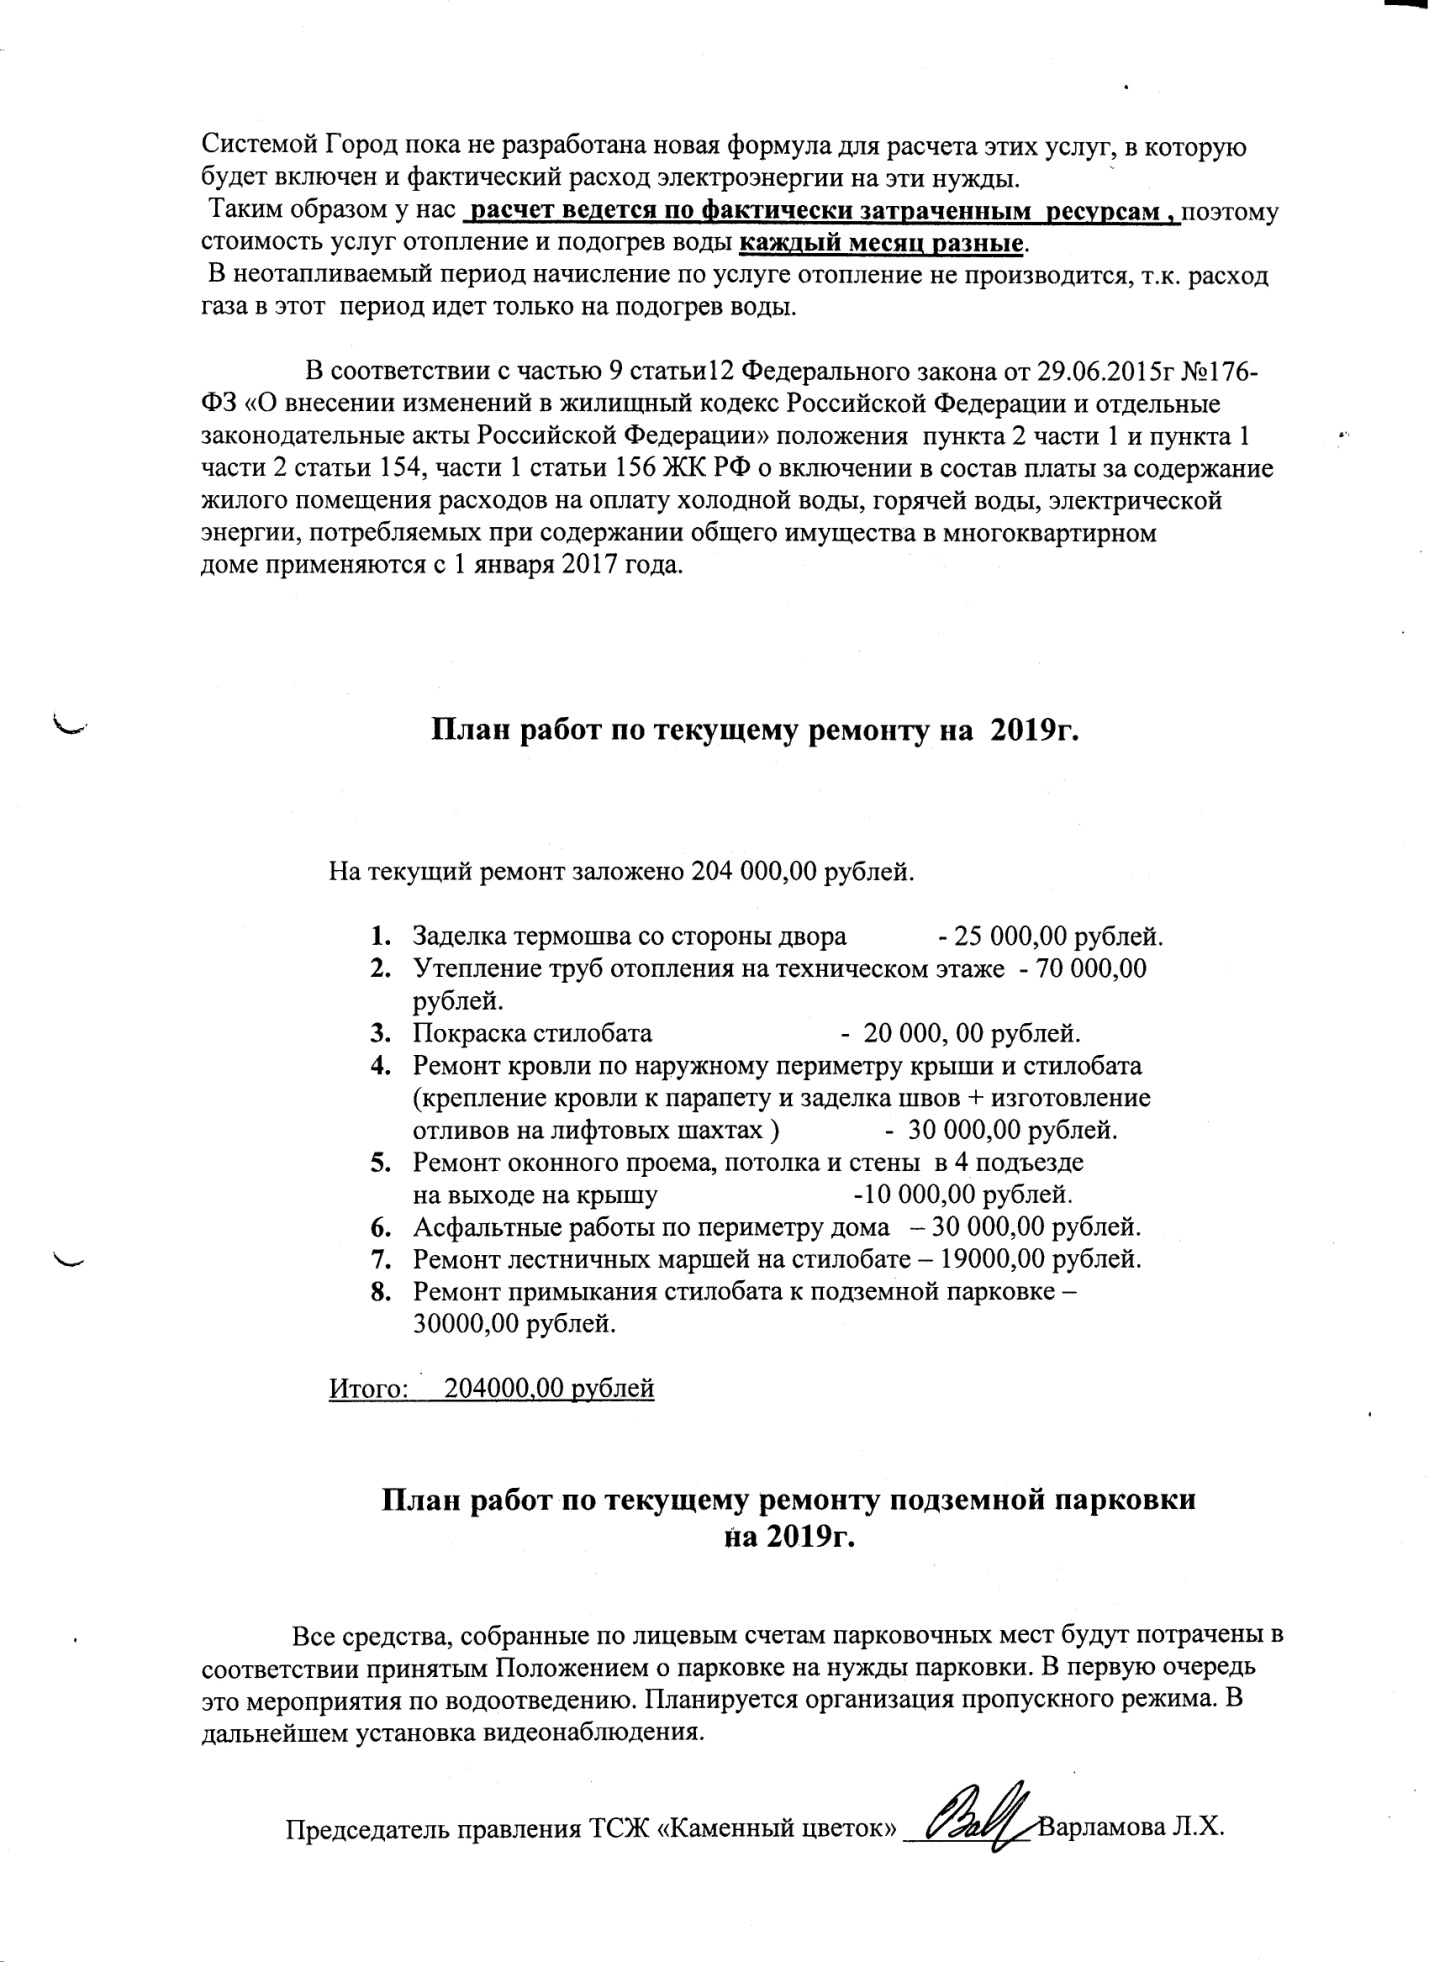 Системой Город пока не разработана новая формула для расчета этих услуг, в которую
будет включен и фактический расход электроэнергии на эти нужды.
Таким образом у нас расчет ведется по фактически затраченным ресурсам , поэтому
стоимость услуг отопление и подогрев воды каждый месяц разные.
В неотапливаемый период начисление по услуге отопление не производится, т.к. расход
газа в этот период идет только на подогрев воды.
В соответствии с частью 9 статьи12 Федерального закона от 29.06.2015г №176-
ФЗ «О внесении изменений в жилищный кодекс Российской Федерации и отдельные
законодательные акты Российской Федерации» положения пункта 2 части 1 и пункта 1
части 2 статьи 154, части 1 статьи 156 ЖК РФ о включении в состав платы за содержание
жилого помещения расходов на оплату холодной воды, горячей воды, электрической
энергии, потребляемых при содержании общего имущества в многоквартирном
доме применяются с 1 января 2017 года.
План работ по текущему ремонту на 2019г.
На текущий ремонт заложено 204 000,00 рублей.
1. Заделка термошва со стороны двора - 25 000,00 рублей.
2. Утепление труб отопления на техническом этаже - 70 000,00
рублей.
3. Покраска стилобата - 20 000, 00 рублей.
4. Ремонт кровли по наружному периметру крыши и стилобата
(крепление кровли к парапету и заделка швов + изготовление
отливов на лифтовых шахтах ) - 30 000,00 рублей.
5. Ремонт оконного проема, потолка и стены в 4 подъезде
на выходе на крышу -10 000,00 рублей.
6. Асфальтные работы по периметру дома – 30 000,00 рублей.
7. Ремонт лестничных маршей на стилобате – 19000,00 рублей.
8. Ремонт примыкания стилобата к подземной парковке –
30000,00 рублей.
Итого: 204000,00 рублей
План работ по текущему ремонту подземной парковки
на 2019г.
Все средства, собранные по лицевым счетам парковочных мест будут потрачены в
соответствии принятым Положением о парковке на нужды парковки. В первую очередь
это мероприятия по водоотведению. Планируется организация пропускного режима. В
дальнейшем установка видеонаблюдения.
Председатель правления ТСЖ «Каменный цветок» Варламова Л.Х.